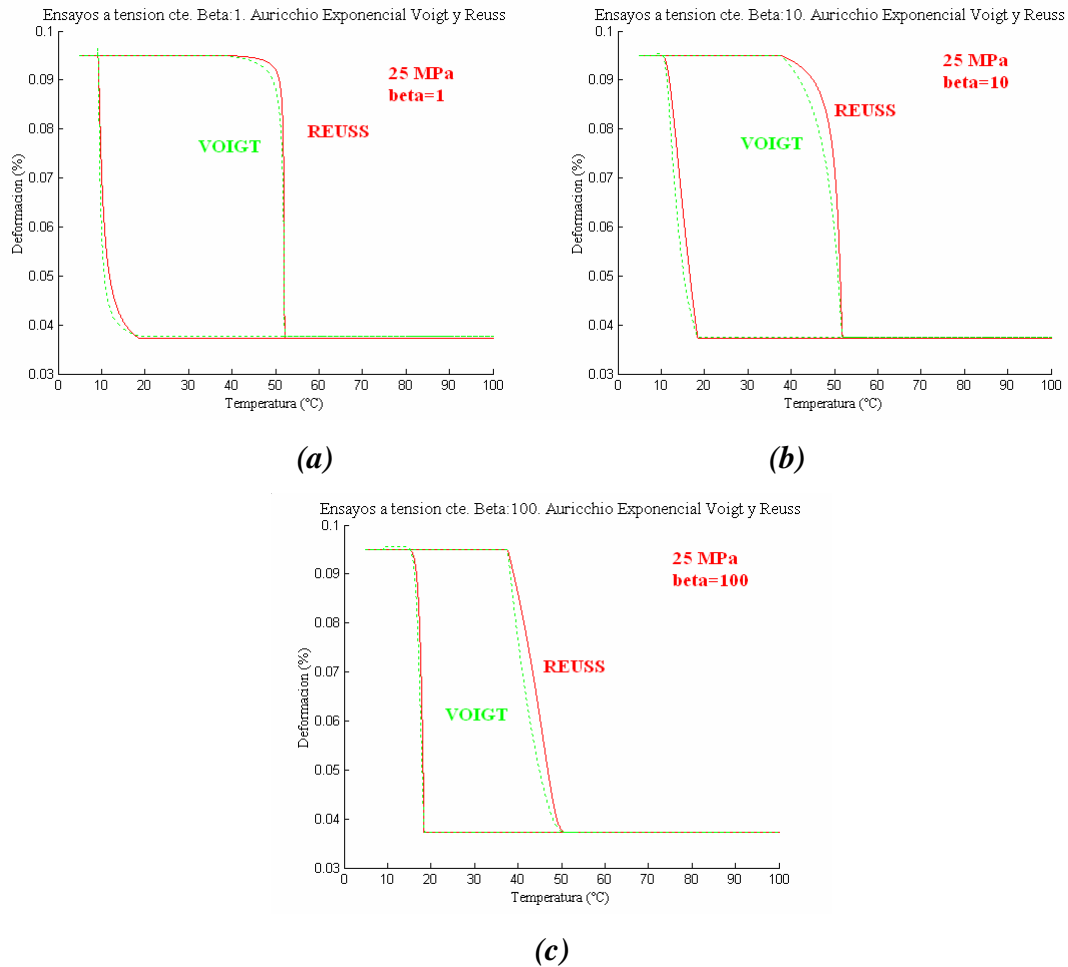 Ensayos a tension cte. Beta:1. Auricchio Exponencial Voigt y Reuss
0.1
0.09
0.08
0.07
0.06
0.05
0.04
0.03
Deformacion (%)
25 MPa
beta=1
REUSS
VOIGT
0 10 20 30 40 50 60 70 80 90 100
Temperatura (°C)
(a)
Ensayos a tension cte. Beta:10. Auricchio Exponencial Voigt y Reuss
0.1
0.09
0.08
0.07
0.06
0.05
0.04
0.03
Deformacion (%)
25 MPa
beta=10
REUSS
VOIGT
0 10 20 30 40 50 60 70 80 90 100
Temperatura (°C)
(b)
Ensayos a tension cte. Beta:100. Auricchio Exponencial Voigt y Reuss
0.1
0.09
0.08
0.07
0.06
0.05
0.04
0.03
Deformacion (%)
25 MPa
beta=100
REUSS
VOIGT
0 10 20 30 40 50 60 70 80 90 100
Temperatura (°C)
(c)